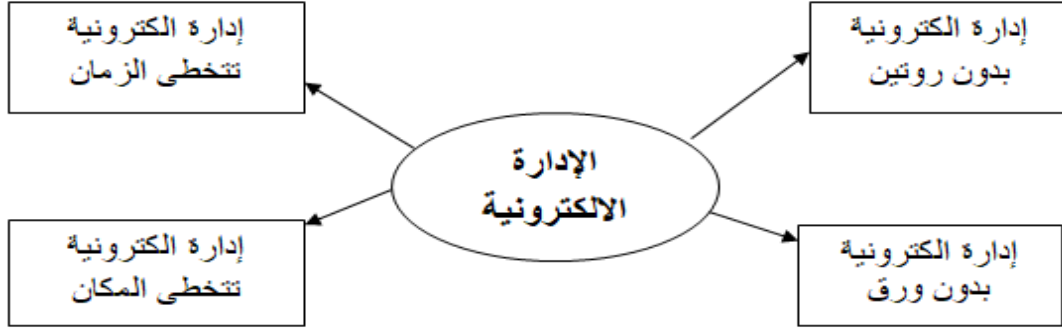 إدارة الكترونية
بدون روتين
إدارة الكترونية
تتخطى الزمان
الإدارة
الالكترونية
إدارة الكترونية
بدون ورق
إدارة الكترونية
تتخطى المكان